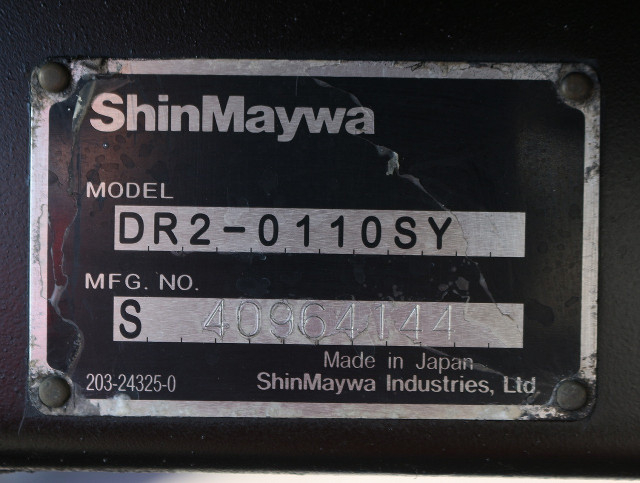 ShinMaywa
MODEL
DR2-0110SY
MFG. NO.
S 40964144
Made in Japan
203-24325-0
ShinMaywa Industries, Ltd